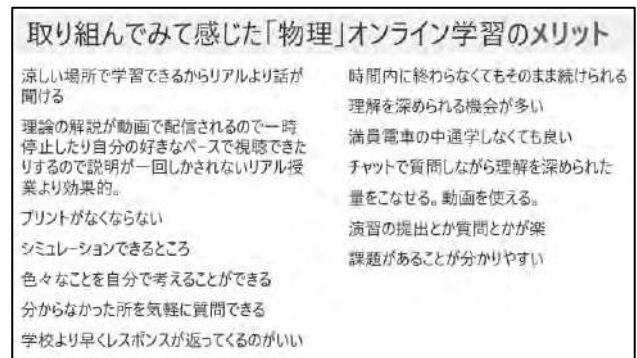 取り組んでみて感じた「物理」オンライン学習のメリット
涼しい場所で学習できるからリアルより話が
聞ける
理論の解説が動画で配信されるので一時
停止したり自分の好きなペースで視聴できた
りするので説明が一回しかされないリアル授
業より効果的。
プリントがなくならない
シミュレーションできるところ
色々なことを自分で考えることができる
分からなかった所を気軽に質問できる
学校より早くレスポンスが返ってくるのがいい
時間内に終わらなくてもそのまま続けられる
理解を深められる機会が多い
満員電車の中通学しなくても良い
チャットで質問しながら理解を深められた
量をこなせる。動画を使える。
演習の提出とか質問とかが楽
課題があることが分かりやすい